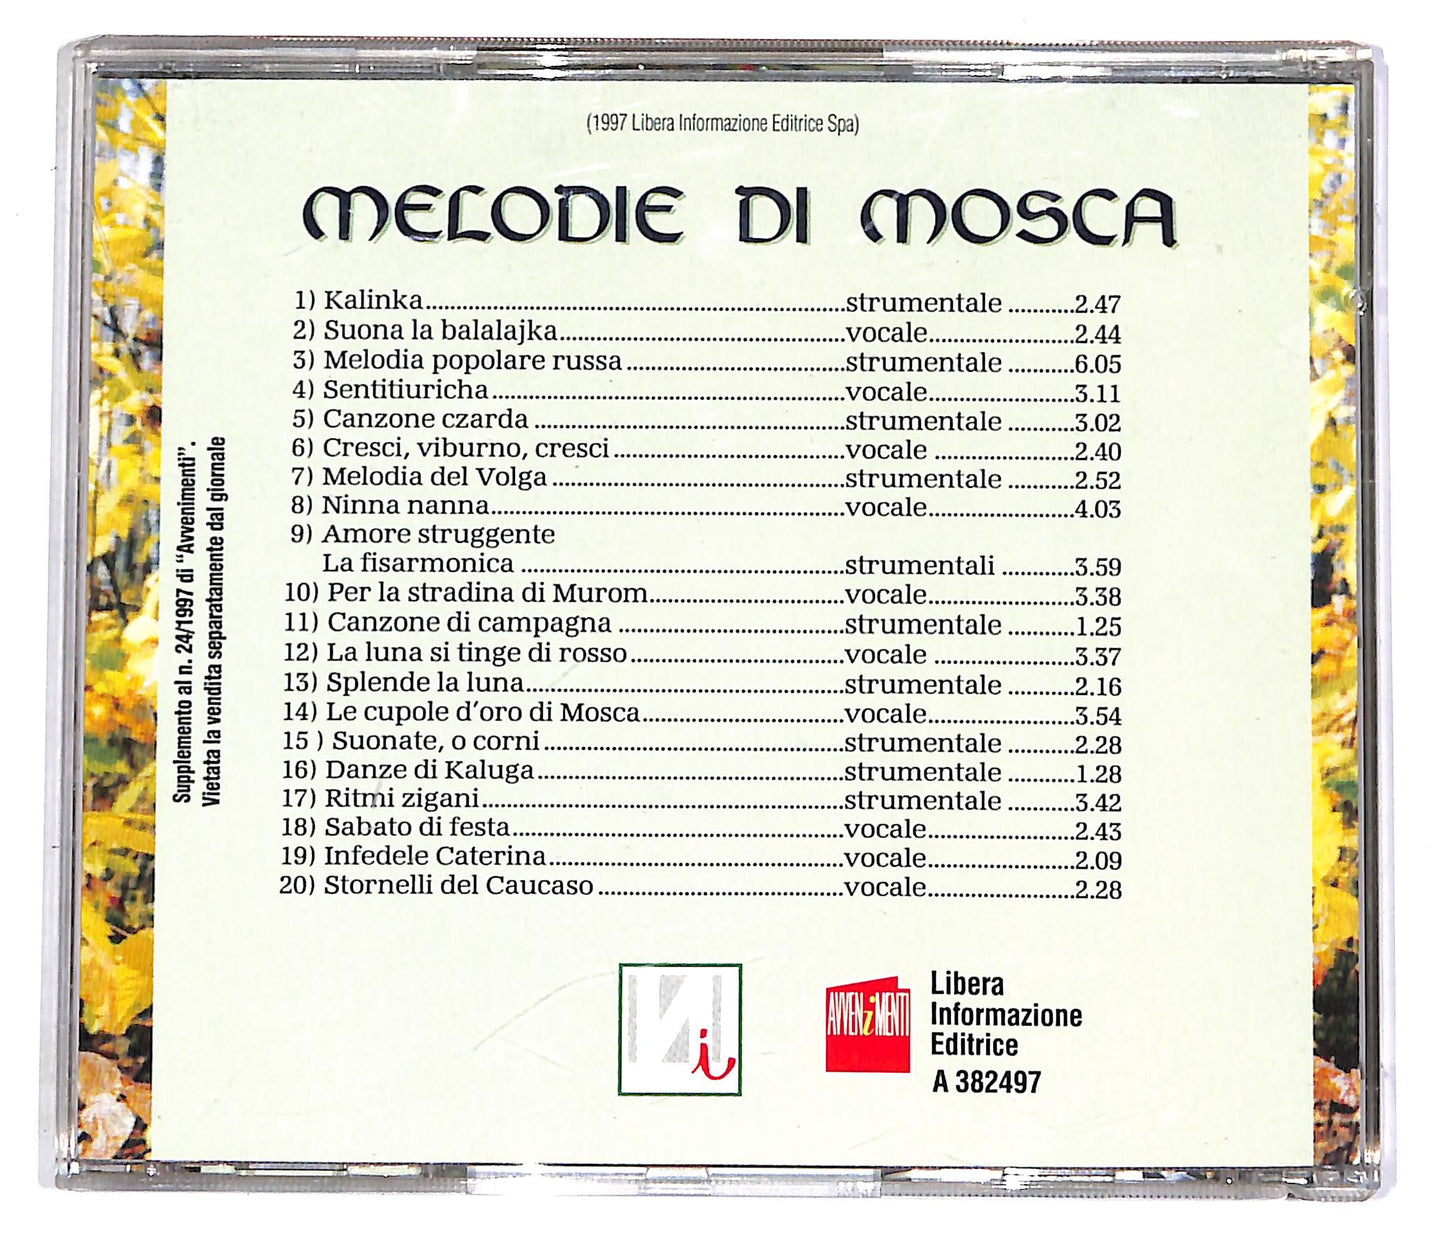 (1997 Libera Informazione Editrice Spa)
MELODIE DI MOSCA
1) Kalinka..........strumentale ..........2.47
2) Suona la balalajka..........vocale..........2.44
3) Melodia popolare russa..........strumentale ..........6.05
4) Sentitiuricha..........vocale..........3.11
5) Canzone czarda ..........strumentale ..........3.02
6) Cresci, viburno, cresci..........vocale ..........2.40
7) Melodia del Volga ..........strumentale ..........2.52
8) Ninna nanna..........vocale..........4.03
9) Amore struggente
La fisarmonica ..........strumentali ..........3.59
10) Per la stradina di Murom..........vocale..........3.38
11) Canzone di campagna ..........strumentale ..........1.25
12) La luna si tinge di rosso..........vocale ..........3.37
13) Splende la luna..........strumentale ..........2.16
14) Le cupole d'oro di Mosca..........vocale..........3.54
15 ) Suonate, o corni..........strumentale ..........2.28
16) Danze di Kaluga..........strumentale ..........1.28
17) Ritmi zigani..........strumentale ..........3.42
18) Sabato di festa..........vocale..........2.43
19) Infedele Caterina..........vocale..........2.09
20) Stornelli del Caucaso ..........vocale..........2.28
Supplemento al n. 24/1997 di "Avvenimenti".
Vietata la vendita separatamente dal giornale
i
AVVENiMENTI
Libera
Informazione
Editrice
A 382497